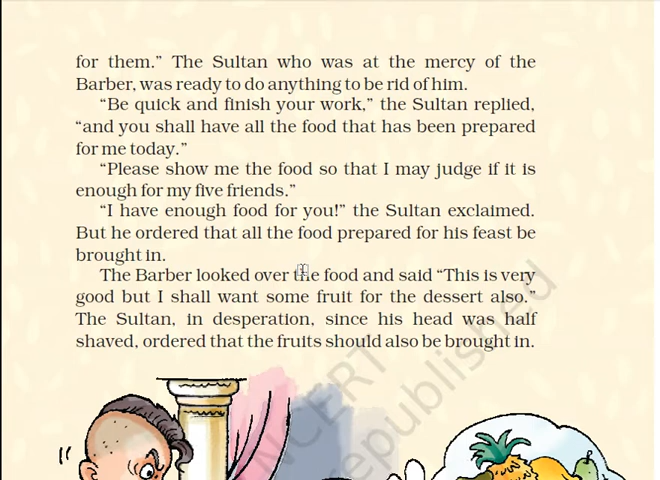 for them.” The Sultan who was at the mercy of the
Barber, was ready to do anything to be rid of him.
“Be quick and finish your work,” the Sultan replied,
“and you shall have all the food that has been prepared
for me today.”
“Please show me the food so that I may judge if it is
enough for my five friends.”
“I have enough food for you!” the Sultan exclaimed.
But he ordered that all the food prepared for his feast be
brought in.
The Barber looked over the food and said “This is very
good but I shall want some fruit for the dessert also.”
The Sultan, in desperation, since his head was half
shaved, ordered that the fruits should also be brought in.
NCERT
republished